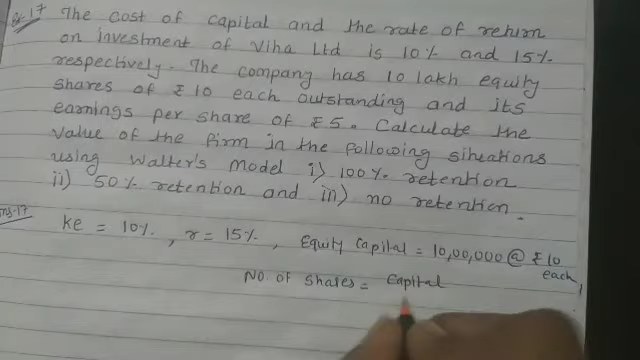 Q.17 The cost of capital and the rate of return
on investment of Viha Ltd is 10% and 15%
respectively. The company has 10 lakh equity
shares of ₹10 each outstanding and its
earnings per share of ₹5. Calculate the
value of the firm in the following situations
using Walter's Model i) 100% retention
ii) 50% retention and iii) no retention.
Ans-17
Ke = 10%, r = 15%, Equity Capital = 10,00,000 @ ₹10
each,
No. of shares = Capital